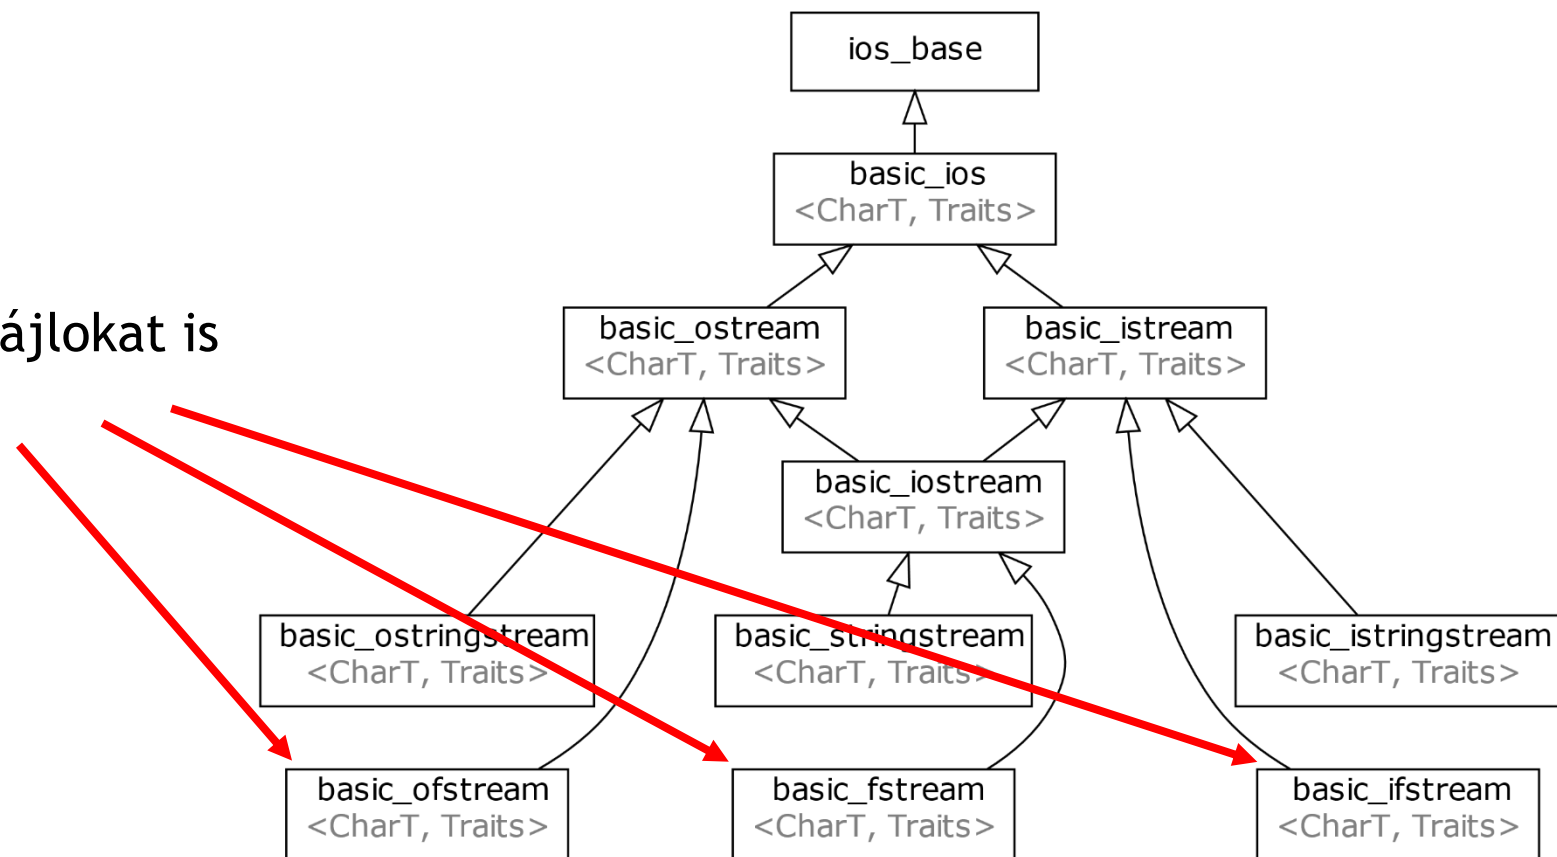 ios_base
basic_ios
<CharT, Traits>
ájlokat is
basic_ostream
<CharT, Traits>
basic_istream
<CharT, Traits>
basic_iostream
<CharT, Traits>
basic_ostringstream
<CharT, Traits>
basic_stringstream
<CharT, Traits>
basic_istringstream
<CharT, Traits>
basic_ofstream
<CharT, Traits>
basic_fstream
<CharT, Traits>
basic_ifstream
<CharT, Traits>